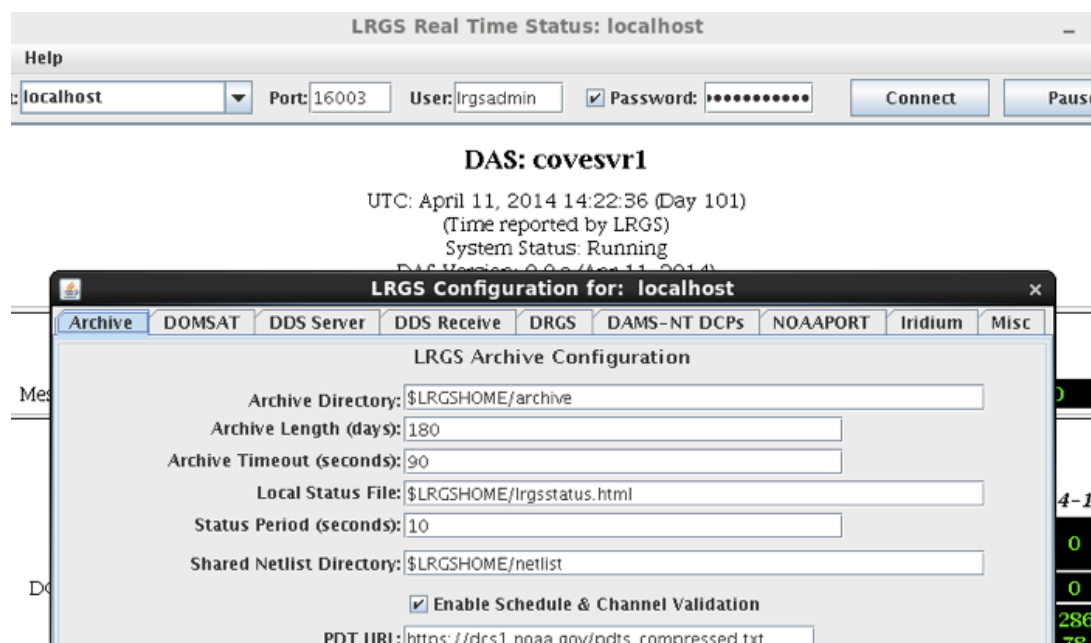 LRGS Real Time Status: localhost
Help
localhost Port: 16003 User: lrgsadmin Password: Connect
DAS: covesvr1
UTC: April 11, 2014 14:22:36 (Day 101)
(Time reported by LRGS)
System Status: Running
LRGS Configuration for: localhost
Archive DOMSAT DDS Server DDS Receive DRGS DAMS-NT DCPs NOAAPORT Iridium Misc
LRGS Archive Configuration
Archive Directory: $LRGSHOME/archive
Archive Length (days): 180
Archive Timeout (seconds): 90
Local Status File: $LRGSHOME/lrgsstatus.html
Status Period (seconds): 10
Shared Netlist Directory: $LRGSHOME/netlist
0
0
Enable Schedule & Channel Validation
286
PDT URL: https://dcs1.noaa.gov/pdts_compressed.txt
78